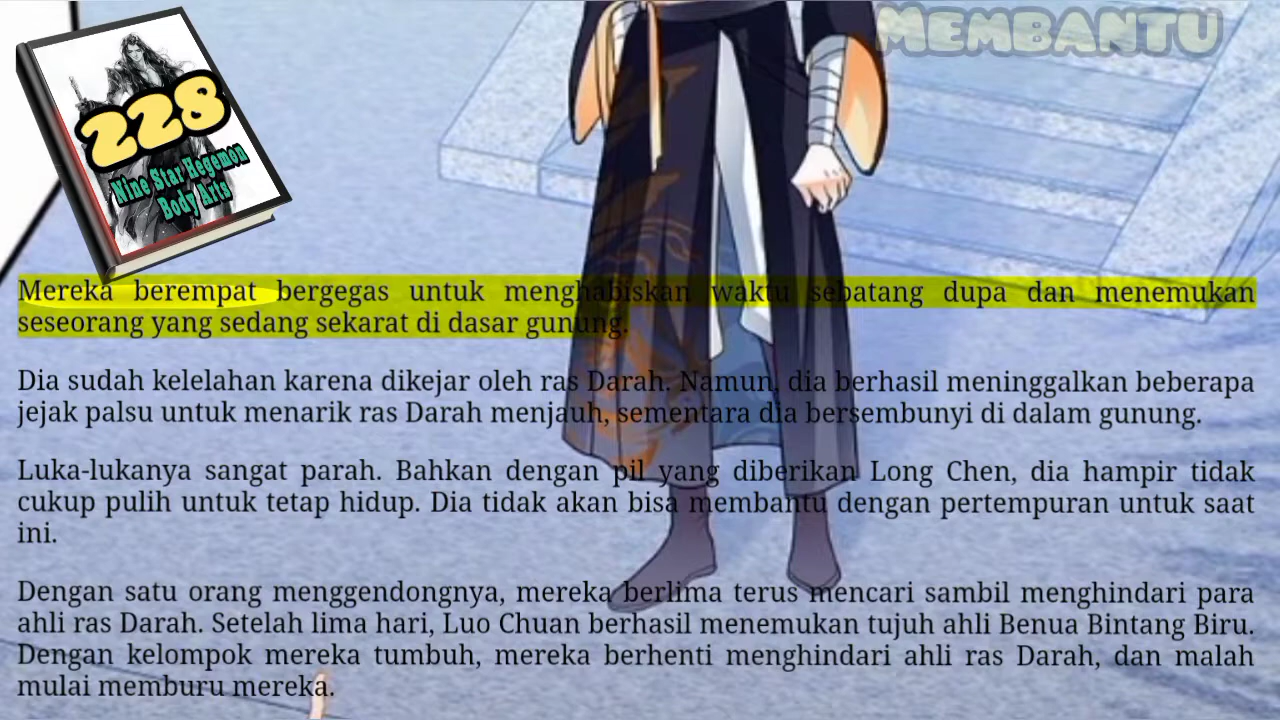 MEMBANTU
228
Nine Star Hegemon
Body Arts
Mereka berempat bergegas untuk menghabiskan waktu sebatang dupa dan menemukan
seseorang yang sedang sekarat di dasar gunung.
Dia sudah kelelahan karena dikejar oleh ras Darah. Namun, dia berhasil meninggalkan beberapa
jejak palsu untuk menarik ras Darah menjauh, sementara dia bersembunyi di dalam gunung.
Luka-lukanya sangat parah. Bahkan dengan pil yang diberikan Long Chen, dia hampir tidak
cukup pulih untuk tetap hidup. Dia tidak akan bisa membantu dengan pertempuran untuk saat
ini.
Dengan satu orang menggendongnya, mereka berlima terus mencari sambil menghindari para
ahli ras Darah. Setelah lima hari, Luo Chuan berhasil menemukan tujuh ahli Benua Bintang Biru.
Dengan kelompok mereka tumbuh, mereka berhenti menghindari ahli ras Darah, dan malah
mulai memburu mereka.